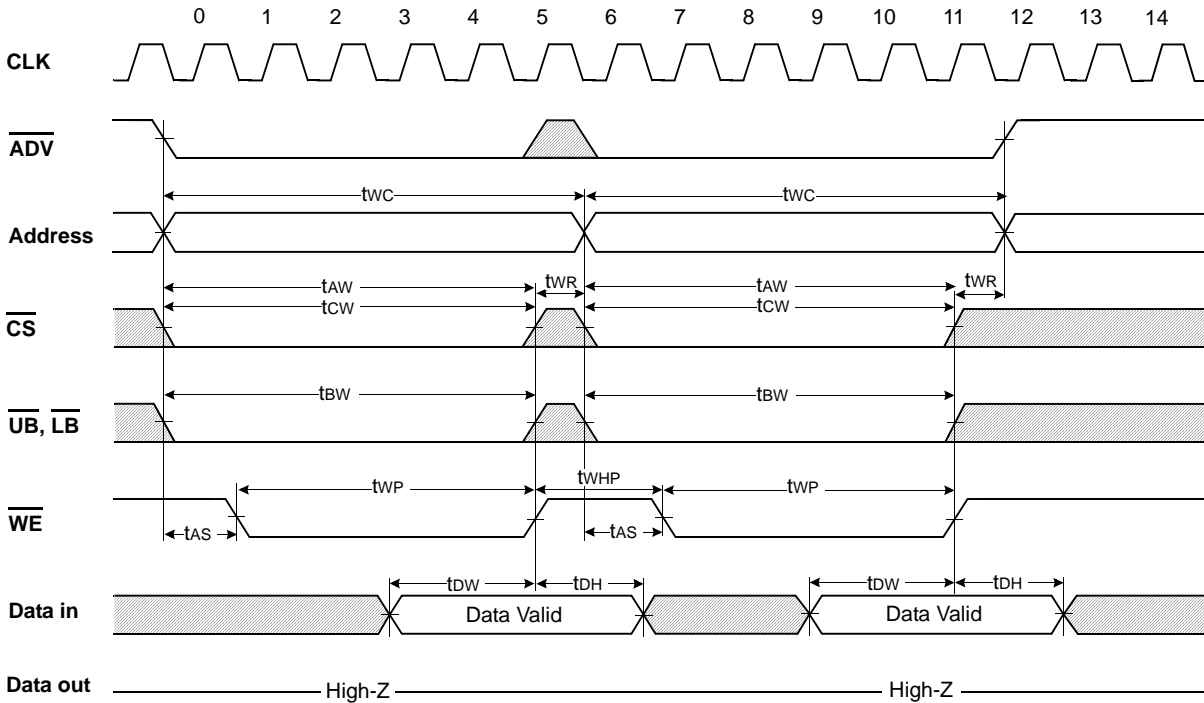 0 1 2 3 4 5 6 7 8 9 10 11 12 13 14
CLK
ADV
tWC tWC
Address
tAW tWR tAW tWR
tCW tCW
CS
tBW tBW
UB, LB
tWP tWHP tWP
WE
tAS tAS
tDW tDH tDW tDH
Data in Data Valid Data Valid
Data out High-Z High-Z